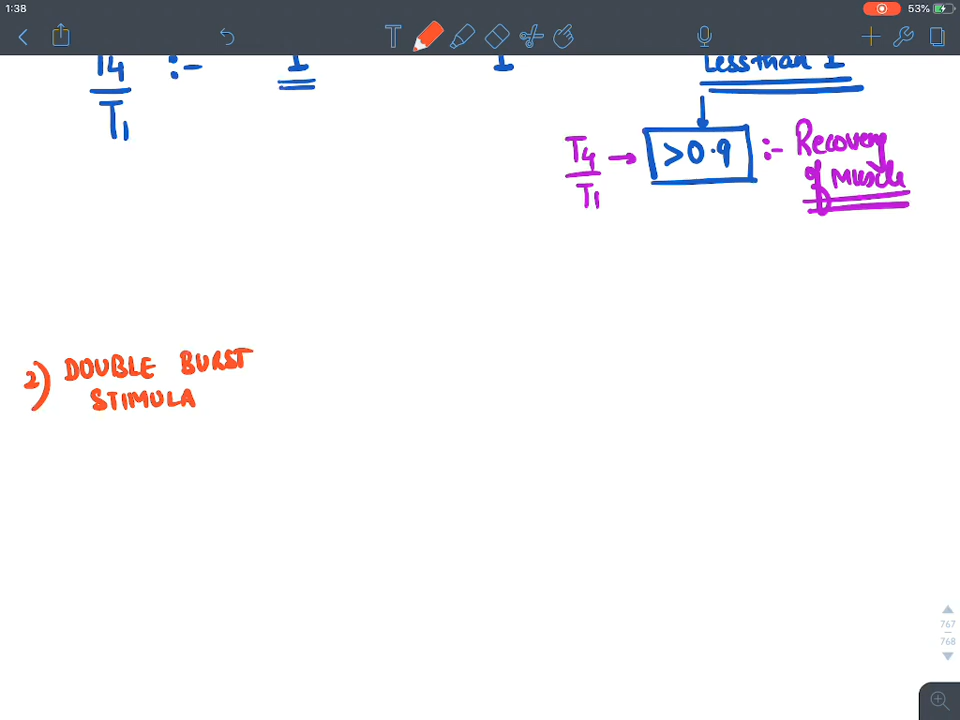 1:38
53%
T
T4 :- 1 1 Less than 1
T1
T4 → >0.9 :- Recovery
T1
of Muscle
2) DOUBLE BURST
STIMULA
767
768